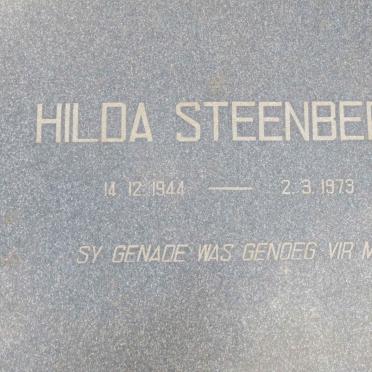 HILDA STEENBE
14.12.1944 — 2.3.1973
SY GENADE WAS GENOEG VIR M